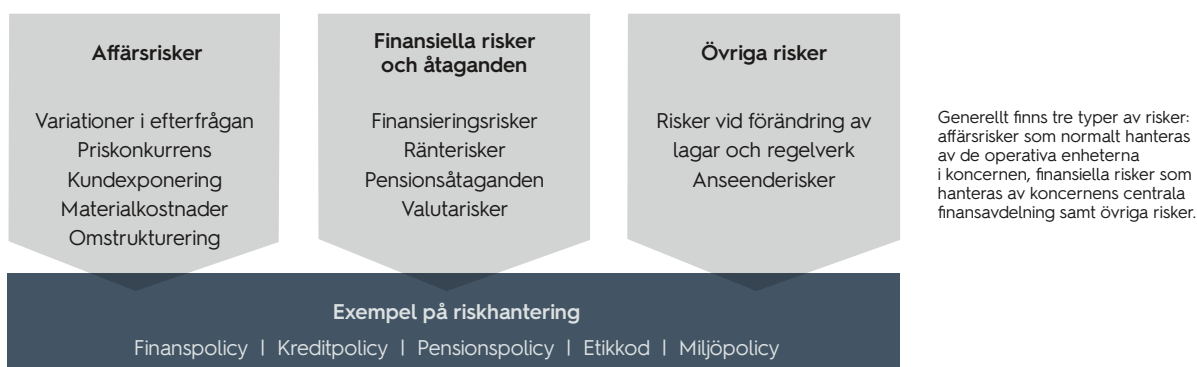 Affärsrisker
Variationer i efterfrågan
Priskonkurrens
Kundexponering
Materialkostnader
Omstrukturering
Finansiella risker
och åtaganden
Finansieringsrisker
Ränterisker
Pensionsåtaganden
Valutarisker
Övriga risker
Risker vid förändring av
lagar och regelverk
Anseenderisker
Exempel på riskhantering
Finanspolicy | Kreditpolicy | Pensionspolicy | Etikkod | Miljöpolicy
Generellt finns tre typer av risker:
affärsrisker som normalt hanteras
av de operativa enheterna
i koncernen, finansiella risker som
hanteras av koncernens centrala
finansavdelning samt övriga risker.